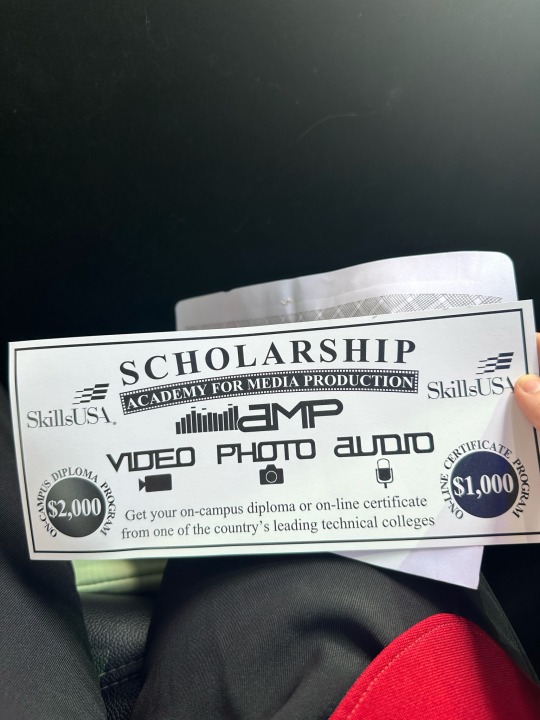 SCHOLARSHIP
ACADEMY FOR MEDIA PRODUCTION
SkillsUSA®
SkillsUSA
amp
VIDEO PHOTO AUDIO
ON-CAMPUS DIPLOMA PROGRAM
$2,000
ON-LINE CERTIFICATE PROGRAM
$1,000
Get your on-campus diploma or on-line certificate
from one of the country's leading technical colleges